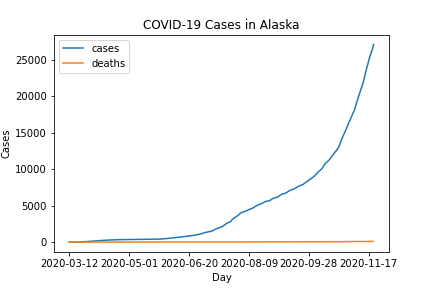 COVID-19 Cases in Alaska
cases
deaths
25000
20000
15000
10000
5000
0
Cases
2020-03-12 2020-05-01 2020-06-20 2020-08-09 2020-09-28 2020-11-17
Day